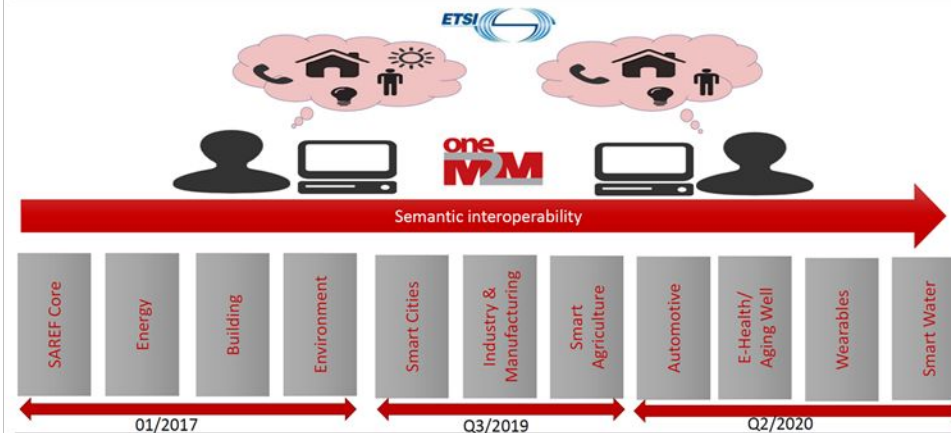 ETSI
one
M2M
Semantic interoperability
SAREF Core
Energy
Building
Environment
Smart Cities
Industry &
Manufacturing
Smart
Agriculture
Automotive
E-Health/
Aging Well
Wearables
Smart Water
01/2017
Q3/2019
Q2/2020